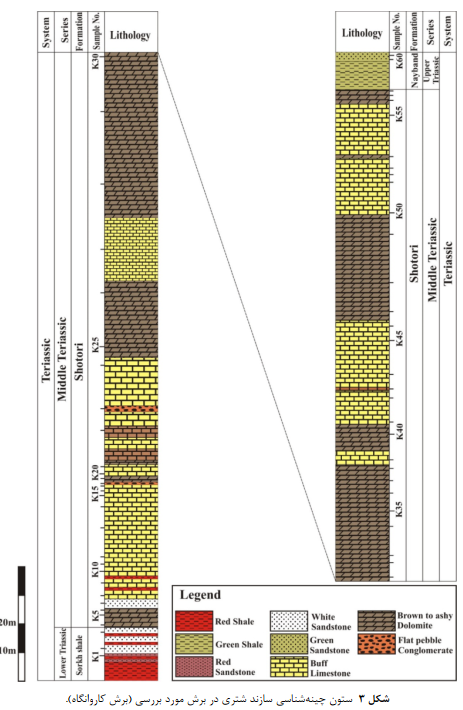 System
Series
Formation
Sample No.
Lithology
K30
K25
K20
K15
K10
K5
K1
Teriassic
Middle Teriassic
Shotori
Lower Triassic
Sorkh shale
20m
10m
Lithology
Sample No.
Formation
Series
System
K60
K55
K50
K45
K40
K35
Nayband
Upper
Triassic
Shotori
Middle Teriassic
Teriassic
Legend
Red Shale
Green Shale
Red
Sandstone
White
Sandstone
Green
Sandstone
Buff
Limestone
Brown to ashy
Dolomite
Flat pebble
Conglomerate
شکل ۳ ستون چینه‌شناسی سازند شتری در برش مورد بررسی (برش کاروانگاه).